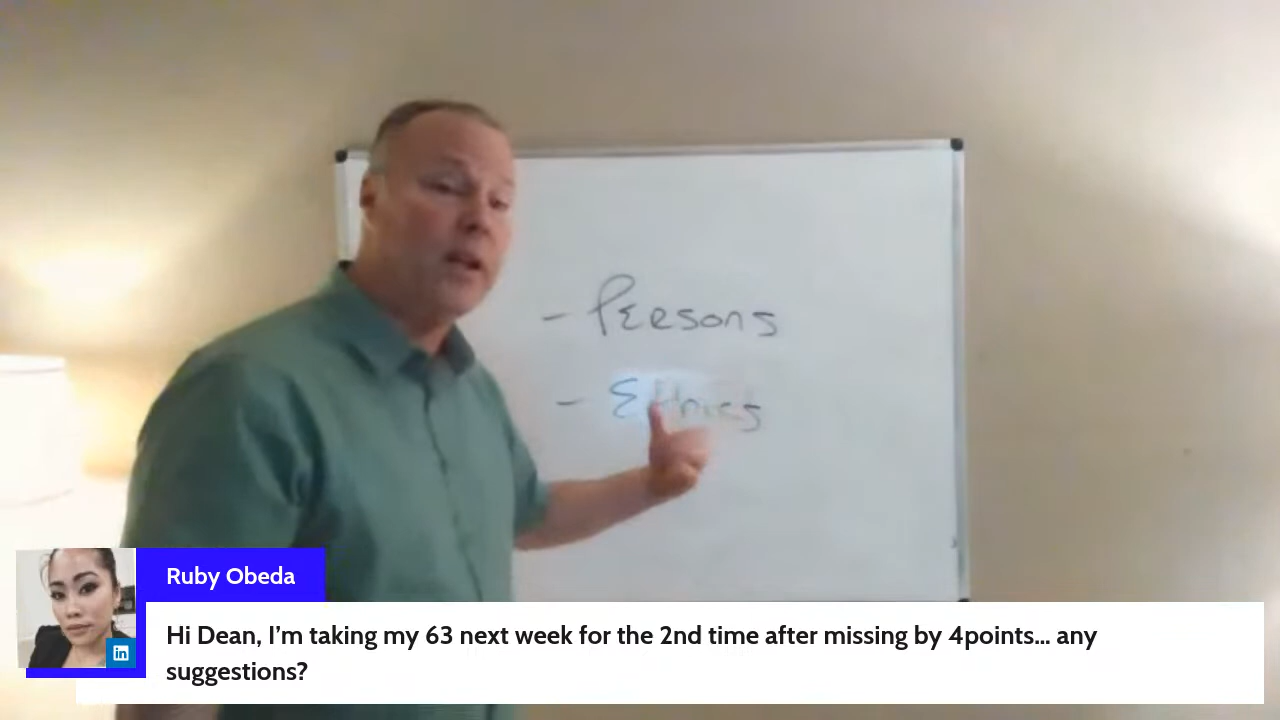 - Persons
- Ethics
Ruby Obeda
in
Hi Dean, I'm taking my 63 next week for the 2nd time after missing by 4points... any
suggestions?